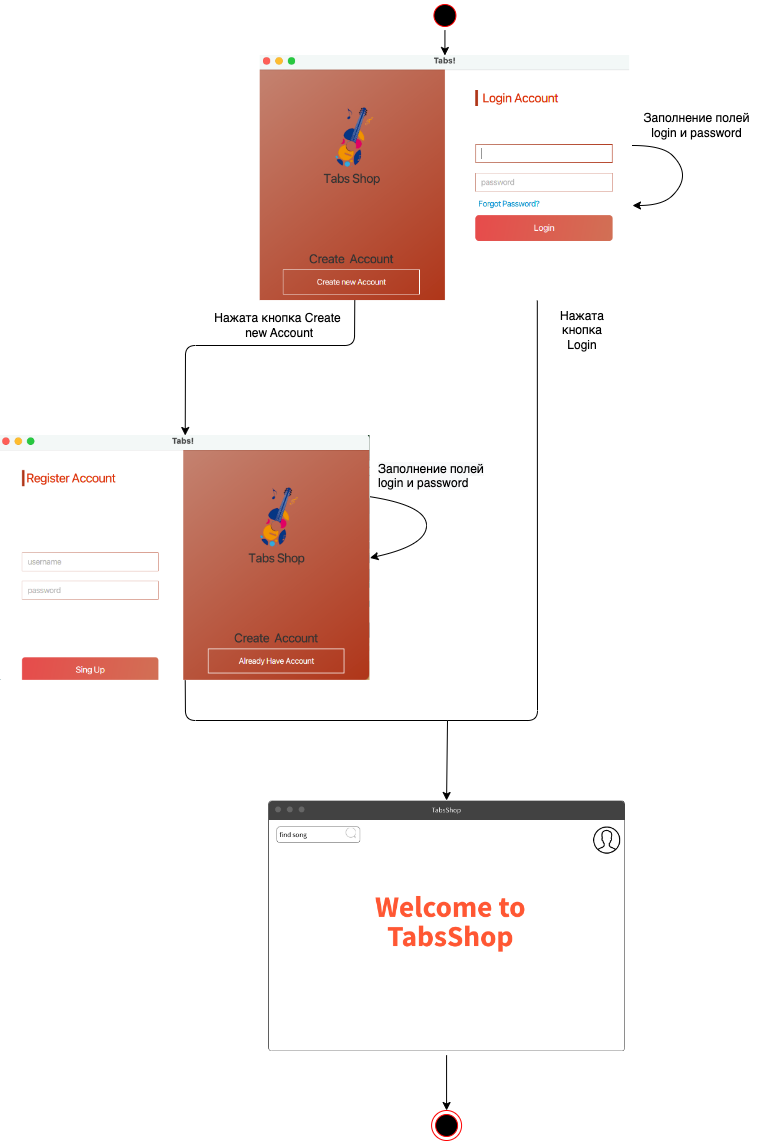 Tabs!
Login Account
Заполнение полей
login и password
password
Tabs Shop
Forgot Password?
Login
Create Account
Create new Account
Нажата кнопка Create
new Account
Нажата
кнопка
Login
Tabs!
Register Account
Заполнение полей
login и password
username
Tabs Shop
password
Create Account
Already Have Account
Sing Up
TabsShop
find song
Welcome to
TabsShop